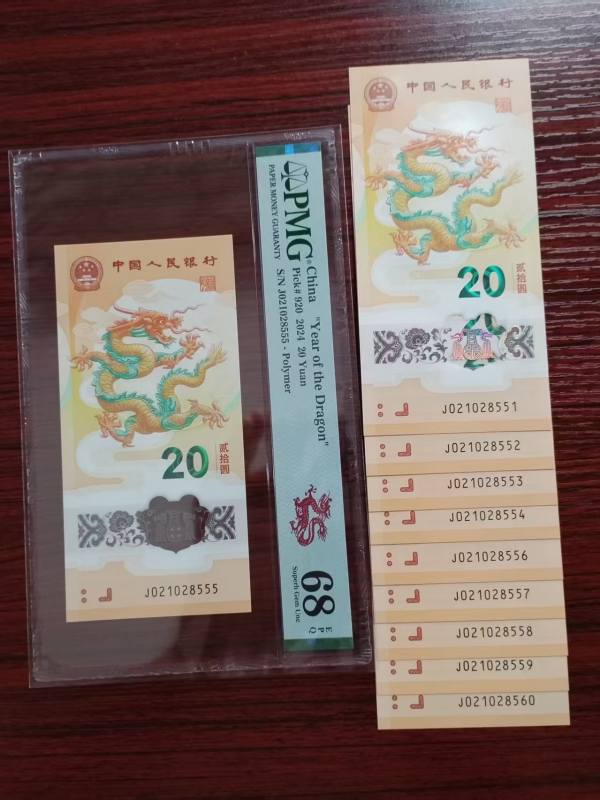 中国人民银行
20
贰拾圆
J021028555
PMG
PAPER MONEY GUARANTY
China "Year of the Dragon"
Pick# 920 2024 20 Yuan
S/N J021028555 - Polymer
68 EPQ
Superb Gem Unc
中国人民银行
20
贰拾圆
J021028551
J021028552
J021028553
J021028554
J021028556
J021028557
J021028558
J021028559
J021028560